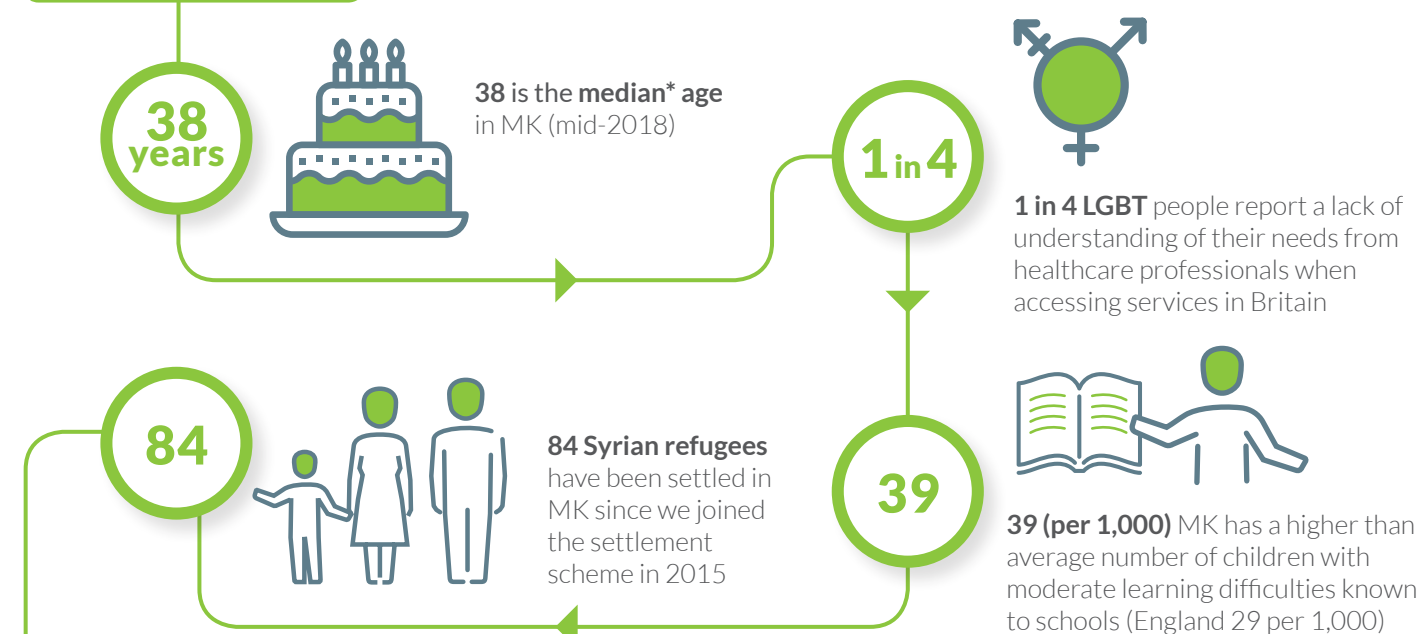 38
years
38 is the median* age
in MK (mid-2018)
1 in 4
1 in 4 LGBT people report a lack of
understanding of their needs from
healthcare professionals when
accessing services in Britain
39
39 (per 1,000) MK has a higher than
average number of children with
moderate learning difficulties known
to schools (England 29 per 1,000)
84
84 Syrian refugees
have been settled in
MK since we joined
the settlement
scheme in 2015